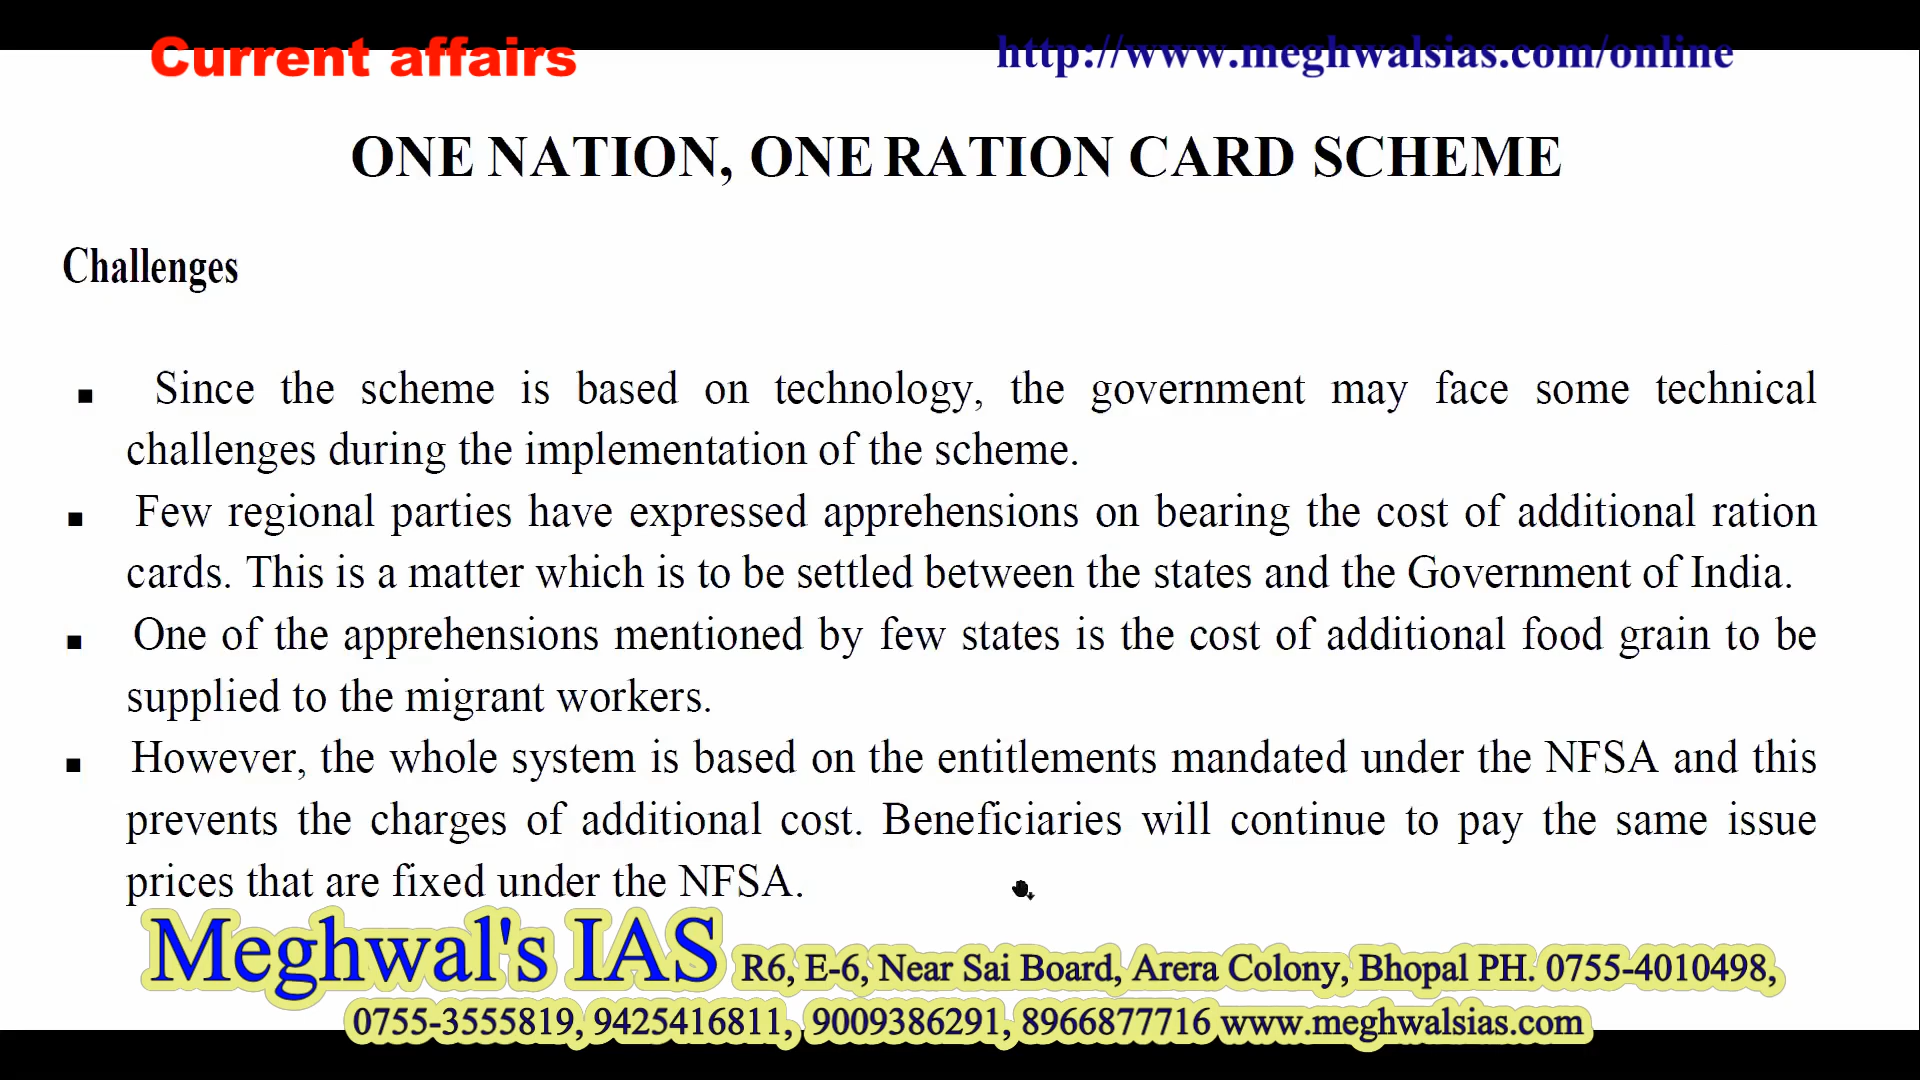 Current affairs
http://www.meghwalsias.com/online
ONE NATION, ONE RATION CARD SCHEME
Challenges
▪ Since the scheme is based on technology, the government may face some technical
challenges during the implementation of the scheme.
▪ Few regional parties have expressed apprehensions on bearing the cost of additional ration
cards. This is a matter which is to be settled between the states and the Government of India.
▪ One of the apprehensions mentioned by few states is the cost of additional food grain to be
supplied to the migrant workers.
▪ However, the whole system is based on the entitlements mandated under the NFSA and this
prevents the charges of additional cost. Beneficiaries will continue to pay the same issue
prices that are fixed under the NFSA.
Meghwal's IAS R6, E-6, Near Sai Board, Arera Colony, Bhopal PH. 0755-4010498,
0755-3555819, 9425416811, 9009386291, 8966877716 www.meghwalsias.com